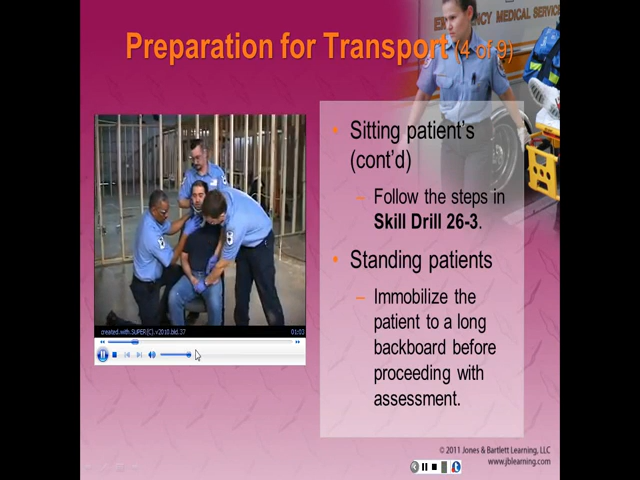 EMERGENCY MEDICAL SERVICES
Preparation for Transport (4 of 9)
• Sitting patient’s
(cont’d)
– Follow the steps in
Skill Drill 26-3.
• Standing patients
– Immobilize the
patient to a long
backboard before
proceeding with
assessment.
created.with.SUPER(C).v2010.bld.37
01:03
© 2011 Jones & Bartlett Learning, LLC
www.jblearning.com